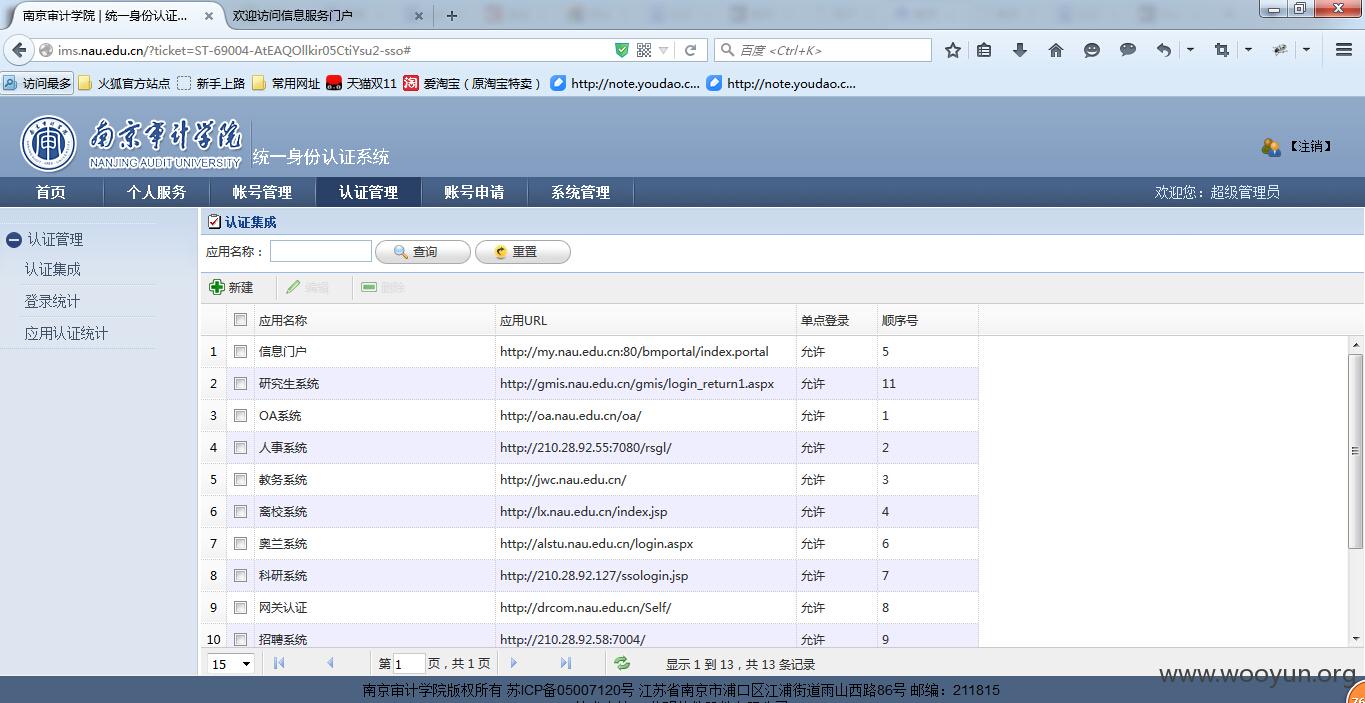 南京审计学院 | 统一身份认证... × 欢迎访问信息服务门户 × +
ims.nau.edu.cn/?ticket=ST-69004-AtEAQOllkir05CtiYsu2-sso# 百度 <Ctrl+K>
访问最多 火狐官方站点 新手上路 常用网址 天猫双11 爱淘宝（原淘宝特卖） http://note.youdao.c... http://note.youdao.c...
南京审计学院
NANJING AUDIT UNIVERSITY
统一身份认证系统
【注销】
首页 个人服务 帐号管理 认证管理 账号申请 系统管理 欢迎您：超级管理员
认证管理
认证集成
登录统计
应用认证统计
认证集成
应用名称： 查询 重置
新建 编辑 删除
应用名称 应用URL 单点登录 顺序号
1 信息门户 http://my.nau.edu.cn:80/bmportal/index.portal 允许 5
2 研究生系统 http://gmis.nau.edu.cn/gmis/login_return1.aspx 允许 11
3 OA系统 http://oa.nau.edu.cn/oa/ 允许 1
4 人事系统 http://210.28.92.55:7080/rsgl/ 允许 2
5 教务系统 http://jwc.nau.edu.cn/ 允许 3
6 离校系统 http://lx.nau.edu.cn/index.jsp 允许 4
7 奥兰系统 http://alstu.nau.edu.cn/login.aspx 允许 6
8 科研系统 http://210.28.92.127/ssologin.jsp 允许 7
9 网关认证 http://drcom.nau.edu.cn/Self/ 允许 8
10 招聘系统 http://210.28.92.58:7004/ 允许 9
15 第 1 页，共 1 页 显示 1 到 13，共 13 条记录
www.wooyun.org
南京审计学院版权所有 苏ICP备05007120号 江苏省南京市浦口区江浦街道雨山西路86号 邮编：211815